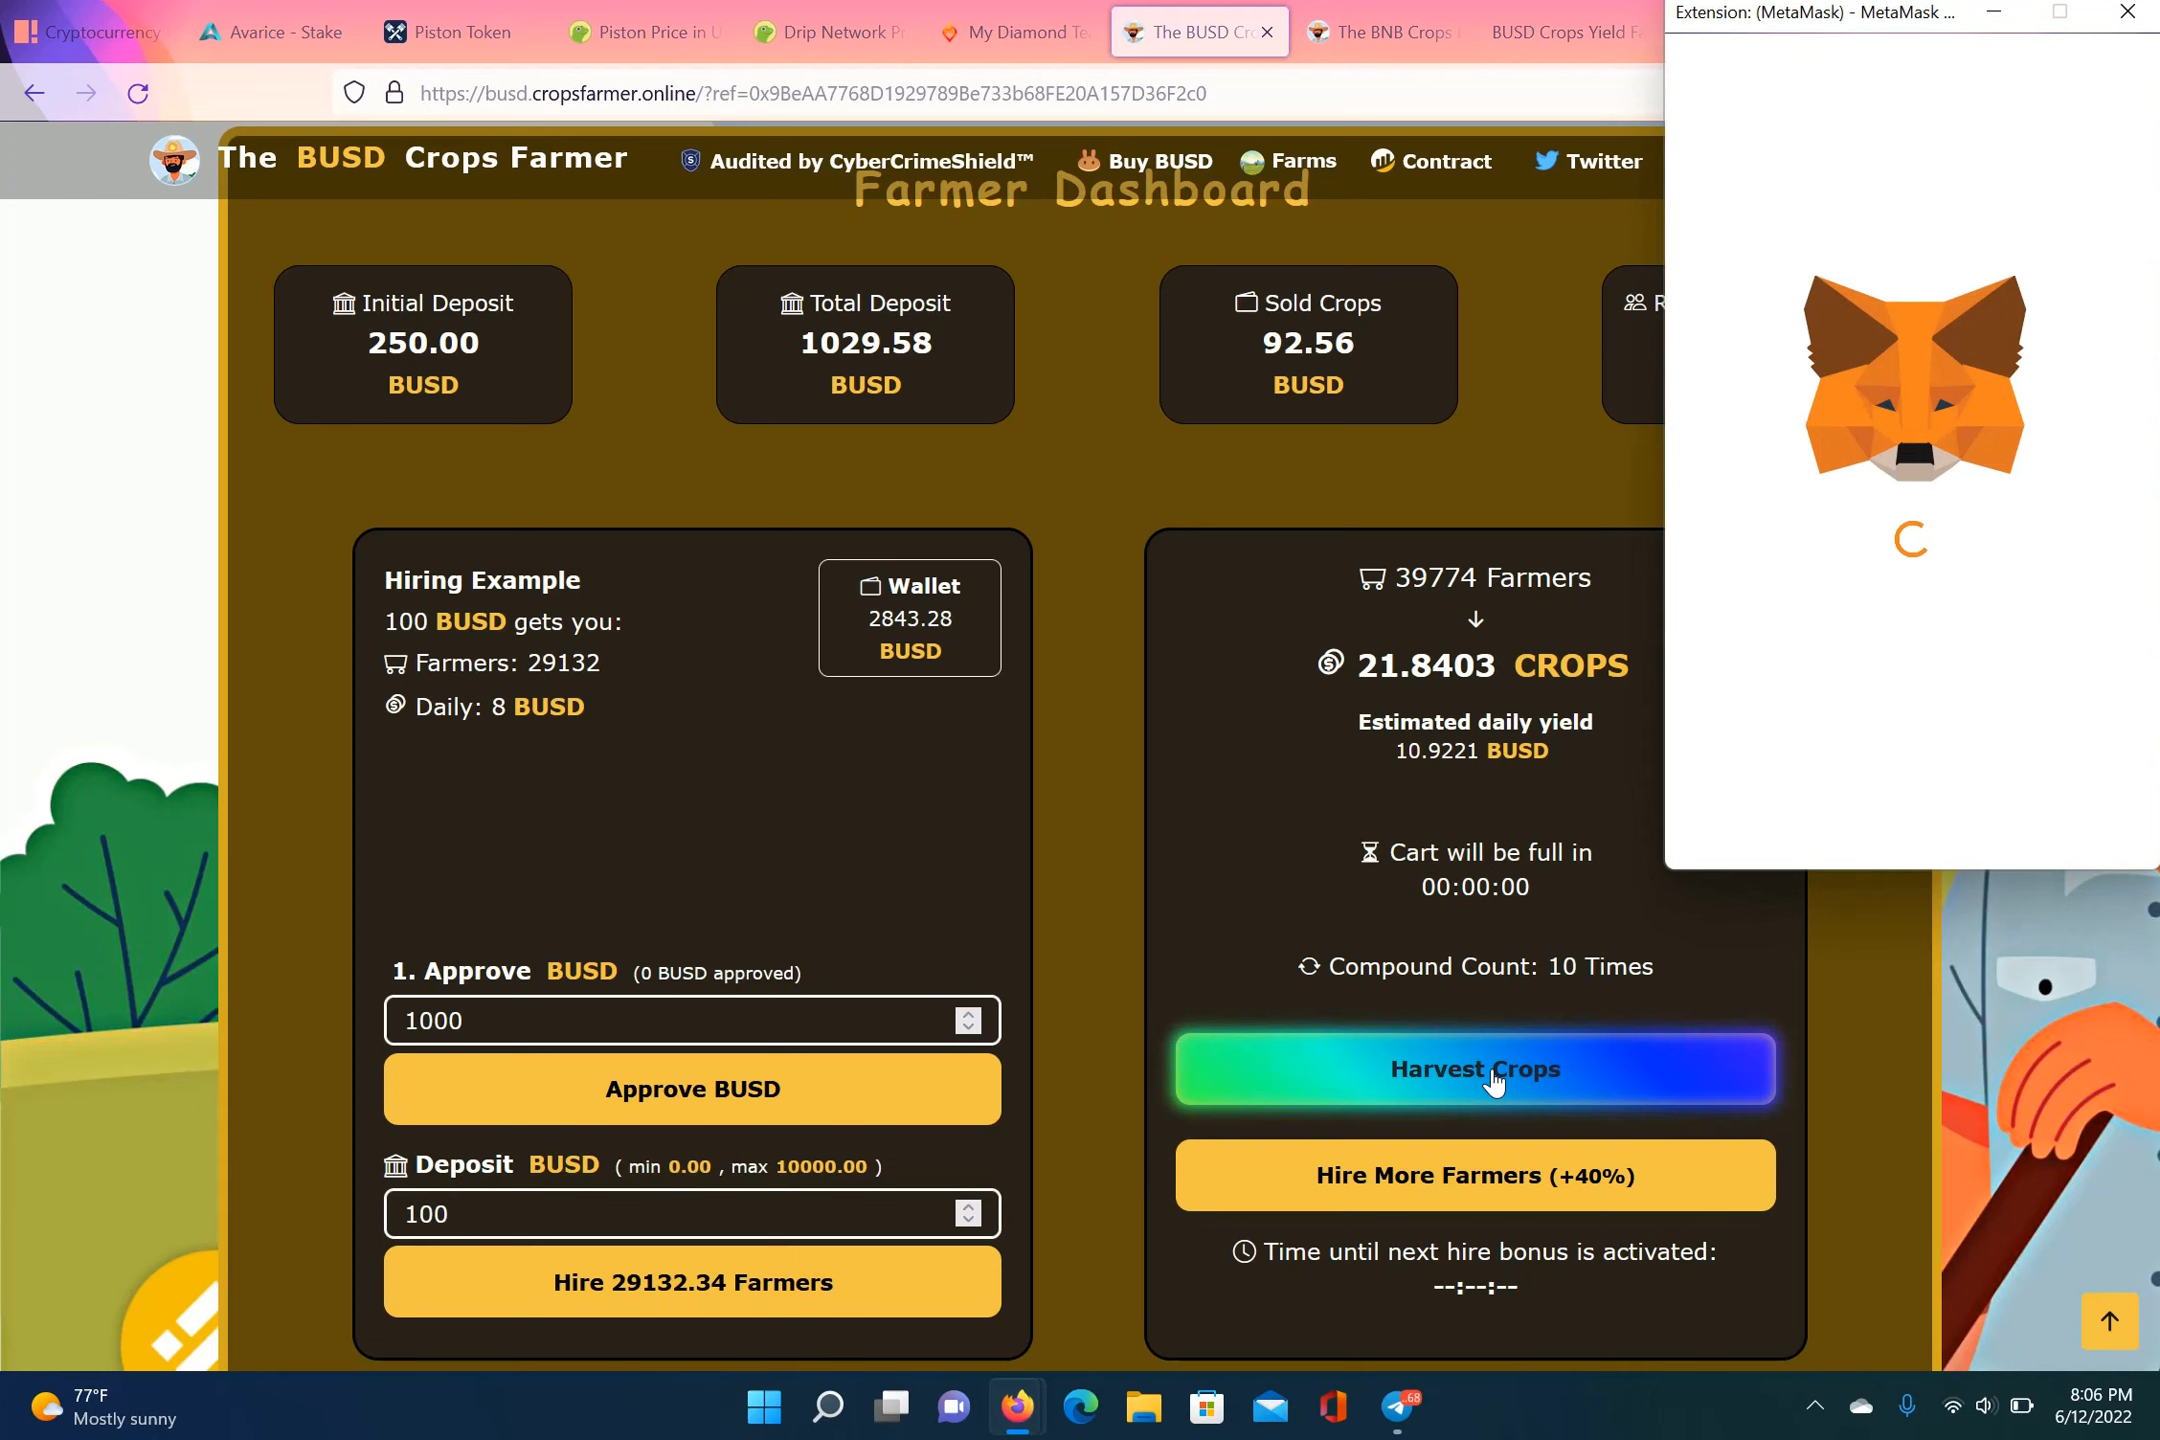 Cryptocurrency
Avarice - Stake
Piston Token
Piston Price in U
Drip Network Pr
My Diamond Te
The BUSD Cro
The BNB Crops
BUSD Crops Yield Fa
Extension: (MetaMask) - MetaMask ...
https://busd.cropsfarmer.online/?ref=0x9BeAA7768D1929789Be733b68FE20A157D36F2c0
The BUSD Crops Farmer
Audited by CyberCrimeShield™
Buy BUSD
Farms
Contract
Twitter
Farmer Dashboard
Initial Deposit
250.00
BUSD
Total Deposit
1029.58
BUSD
Sold Crops
92.56
BUSD
R
Hiring Example
100 BUSD gets you:
Farmers: 29132
Daily: 8 BUSD
Wallet
2843.28
BUSD
1. Approve BUSD (0 BUSD approved)
1000
Approve BUSD
Deposit BUSD ( min 0.00 , max 10000.00 )
100
Hire 29132.34 Farmers
39774 Farmers
↓
21.8403 CROPS
Estimated daily yield
10.9221 BUSD
Cart will be full in
00:00:00
Compound Count: 10 Times
Harvest Crops
Hire More Farmers (+40%)
Time until next hire bonus is activated:
--:--:--
77°F
Mostly sunny
68
8:06 PM
6/12/2022